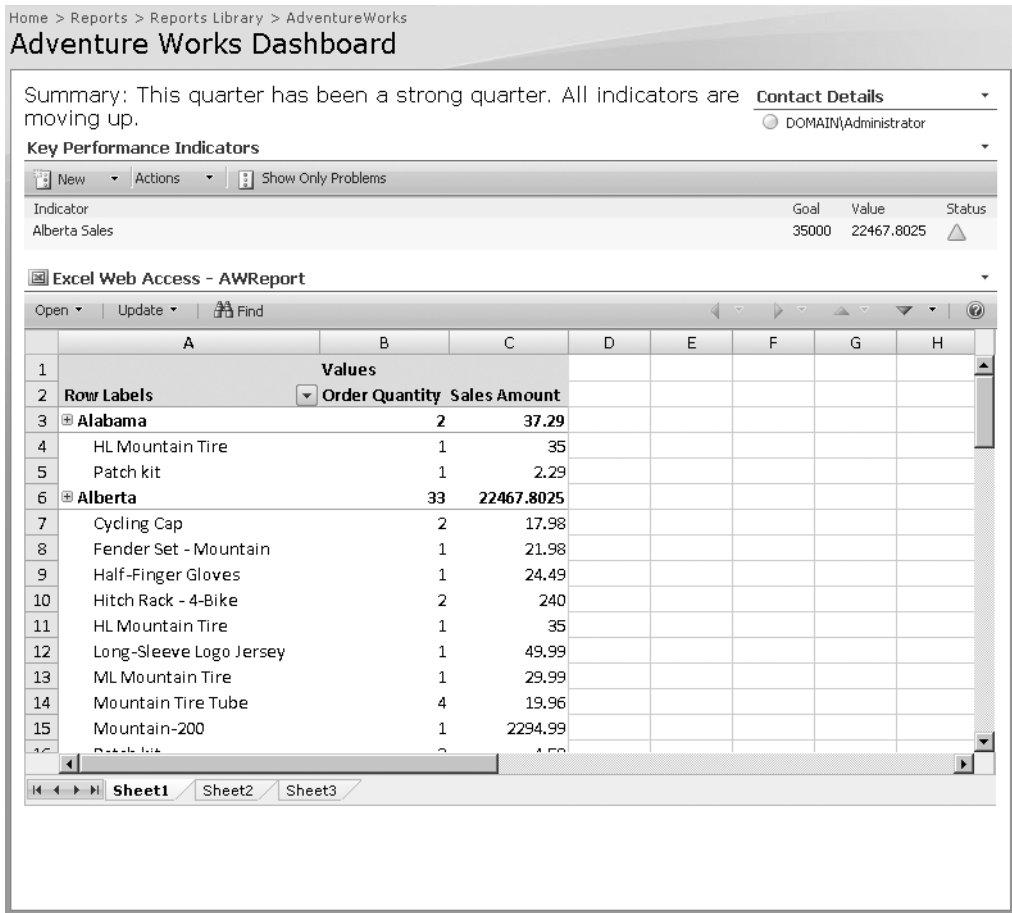 Home > Reports > Reports Library > AdventureWorks
Adventure Works Dashboard
Summary: This quarter has been a strong quarter. All indicators are
moving up.
Contact Details
DOMAIN\Administrator
Key Performance Indicators
New Actions Show Only Problems
Indicator Goal Value Status
Alberta Sales 35000 22467.8025
Excel Web Access - AWReport
Open Update Find
A B C D E F G H
1 Values
2 Row Labels Order Quantity Sales Amount
3 Alabama 2 37.29
4 HL Mountain Tire 1 35
5 Patch kit 1 2.29
6 Alberta 33 22467.8025
7 Cycling Cap 2 17.98
8 Fender Set - Mountain 1 21.98
9 Half-Finger Gloves 1 24.49
10 Hitch Rack - 4-Bike 2 240
11 HL Mountain Tire 1 35
12 Long-Sleeve Logo Jersey 1 49.99
13 ML Mountain Tire 1 29.99
14 Mountain Tire Tube 4 19.96
15 Mountain-200 1 2294.99
Sheet1 Sheet2 Sheet3